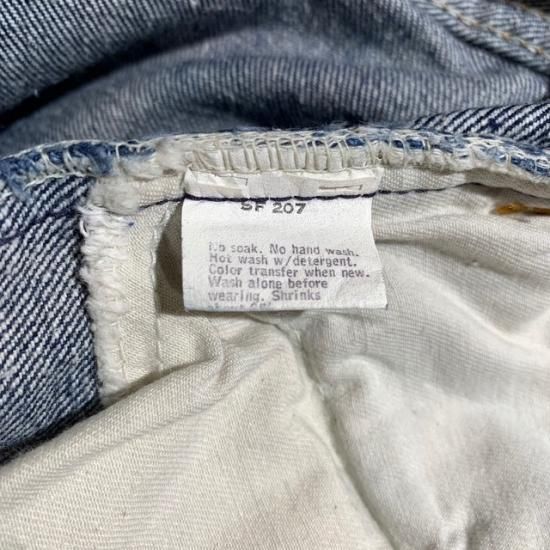 SF 207
No soak. No hand wash.
Hot wash w/detergent.
Color transfer when new.
Wash alone before
wearing. Shrinks